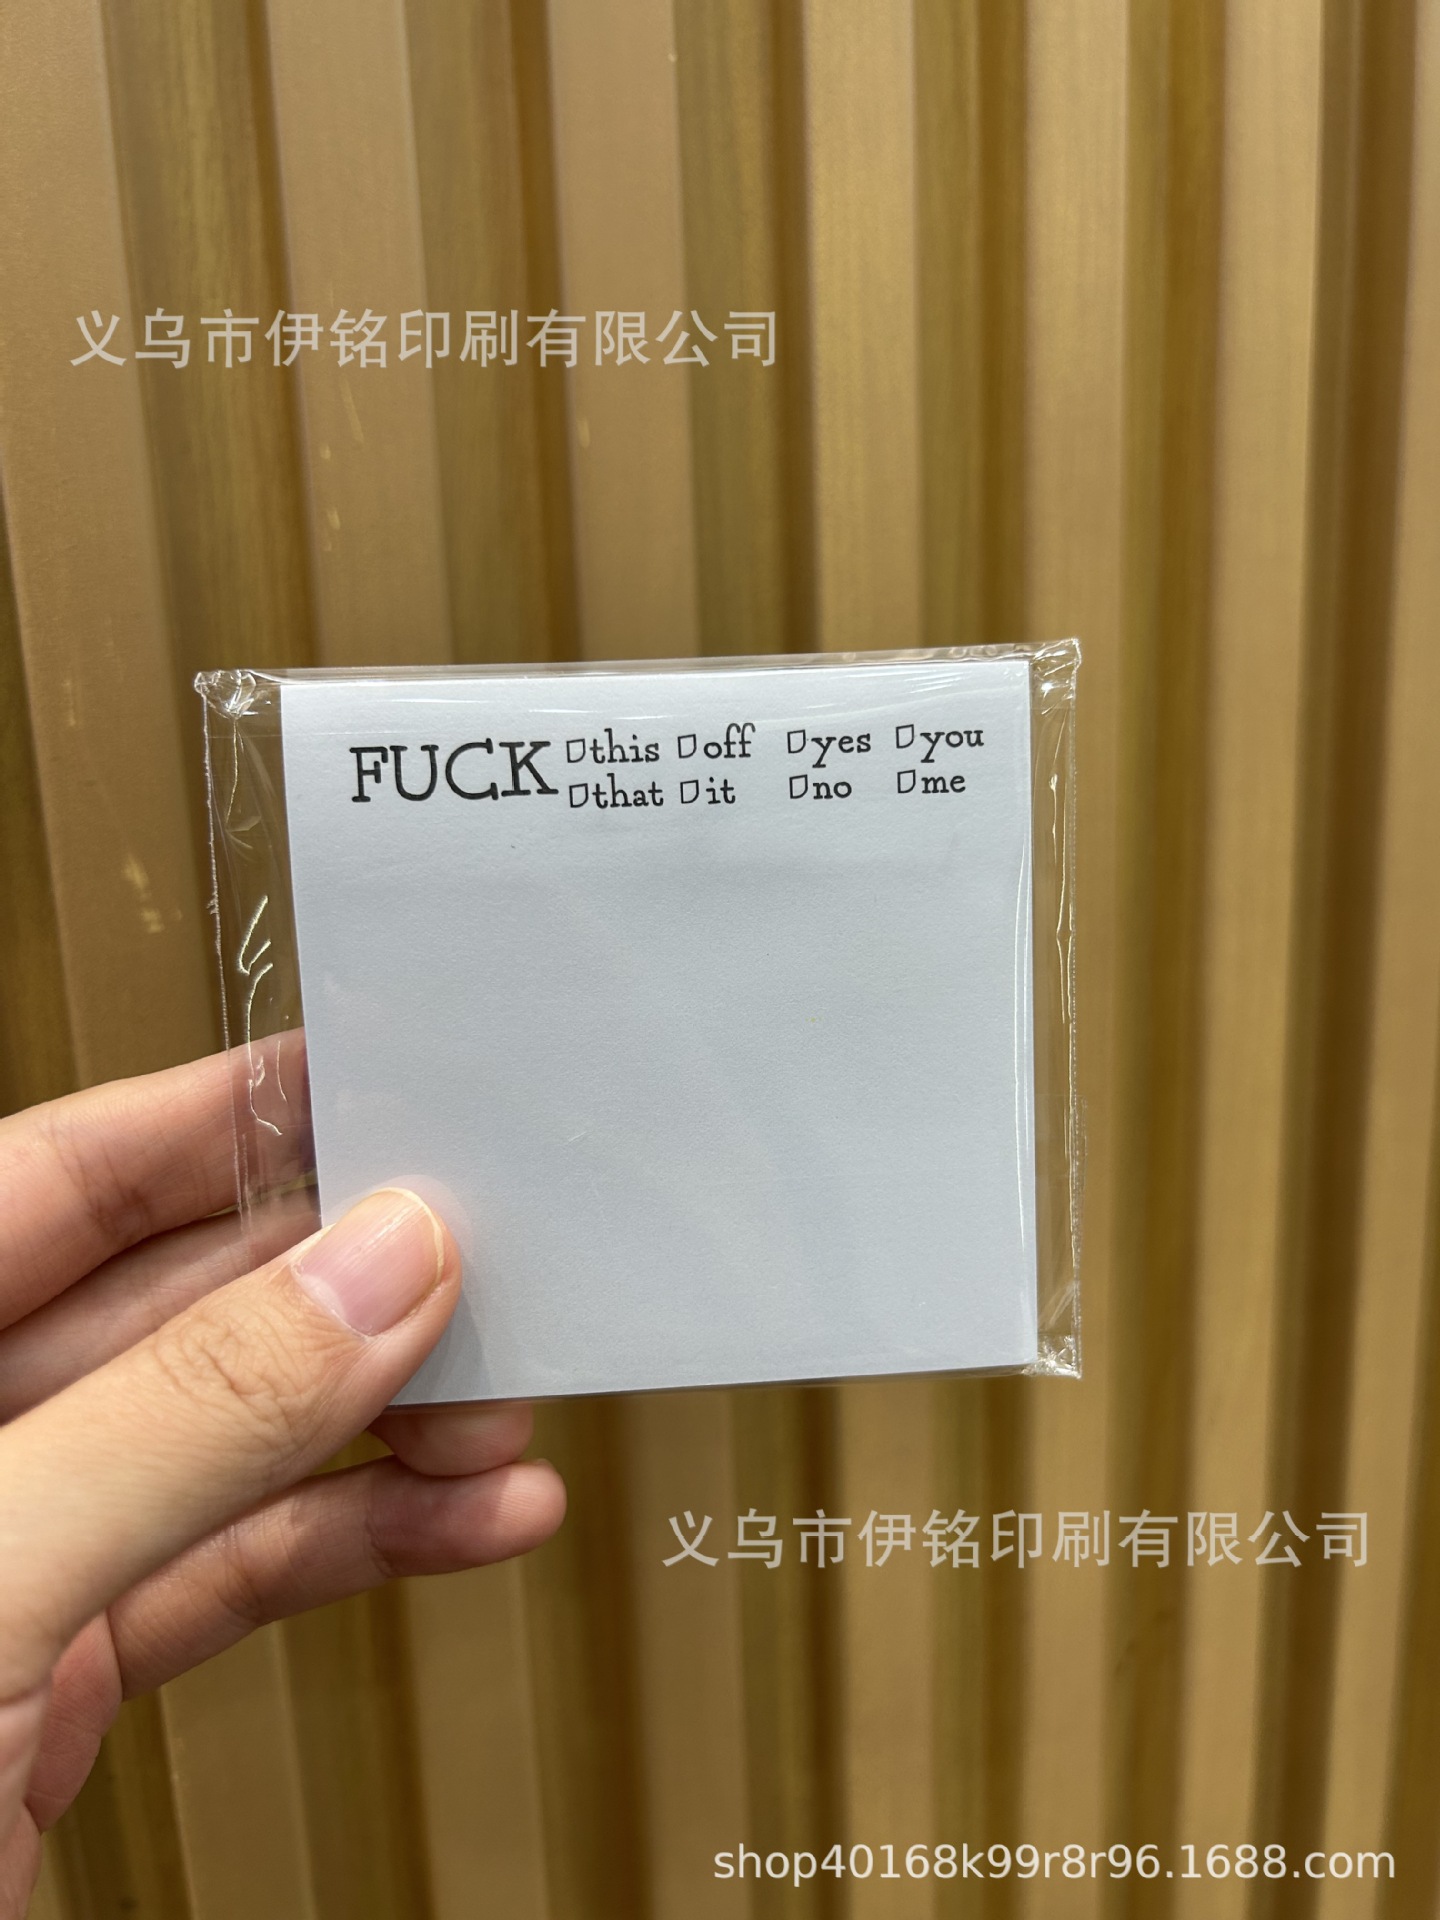 义乌市伊铭印刷有限公司
FUCK
this off yes you
that it no me
义乌市伊铭印刷有限公司
shop40168k99r8r96.1688.com